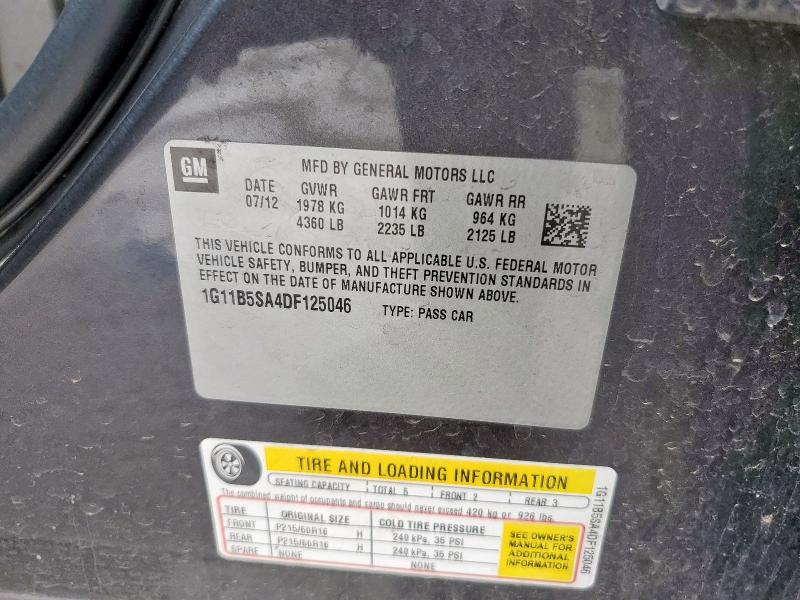 GM
MFD BY GENERAL MOTORS LLC
DATE GVWR GAWR FRT GAWR RR
07/12 1978 KG 1014 KG 964 KG
4360 LB 2235 LB 2125 LB
THIS VEHICLE CONFORMS TO ALL APPLICABLE U.S. FEDERAL MOTOR
VEHICLE SAFETY, BUMPER, AND THEFT PREVENTION STANDARDS IN
EFFECT ON THE DATE OF MANUFACTURE SHOWN ABOVE.
1G11B5SA4DF125046 TYPE: PASS CAR
TIRE AND LOADING INFORMATION
SEATING CAPACITY TOTAL 5 FRONT 2 REAR 3
The combined weight of occupants and cargo should never exceed 420 kg or 926 lbs.
TIRE ORIGINAL SIZE COLD TIRE PRESSURE
FRONT P215/60R16 H 240 kPa, 35 PSI
REAR P215/60R16 H 240 kPa, 35 PSI
SPARE NONE NONE
SEE OWNER'S
MANUAL FOR
ADDITIONAL
INFORMATION
1G11B5SA4DF125046